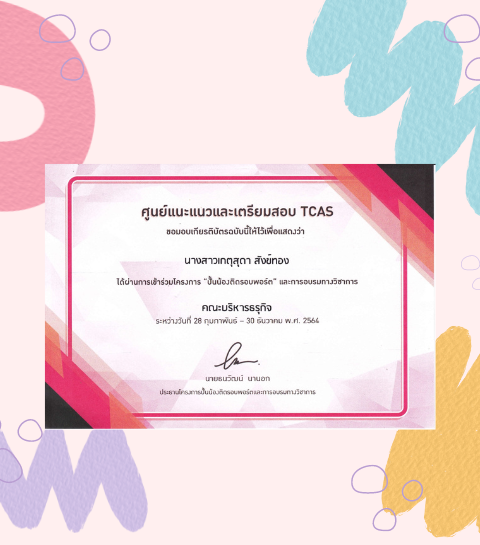 ศูนย์แนะแนวและเตรียมสอบ TCAS
ขอมอบเกียรติบัตรฉบับนี้ให้ไว้เพื่อแสดงว่า
นางสาวเกตุสุดา สังข์ทอง
ได้ผ่านการเข้าร่วมโครงการ "ปั้นน้องติดรอบพอร์ต" และการอบรมทางวิชาการ
คณะบริหารธุรกิจ
ระหว่างวันที่ 28 กุมภาพันธ์ - 30 ธันวาคม พ.ศ. 2564
นายธนวัฒน์ นาบอก
ประธานโครงการปั้นน้องติดรอบพอร์ตและการอบรมทางวิชาการ